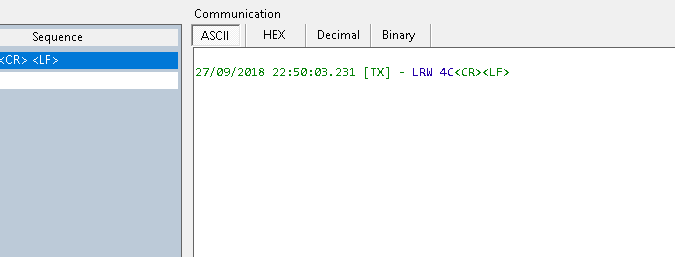 Communication
Sequence
ASCII HEX Decimal Binary
<CR> <LF>
27/09/2018 22:50:03.231 [TX] - LRW 4C<CR><LF>